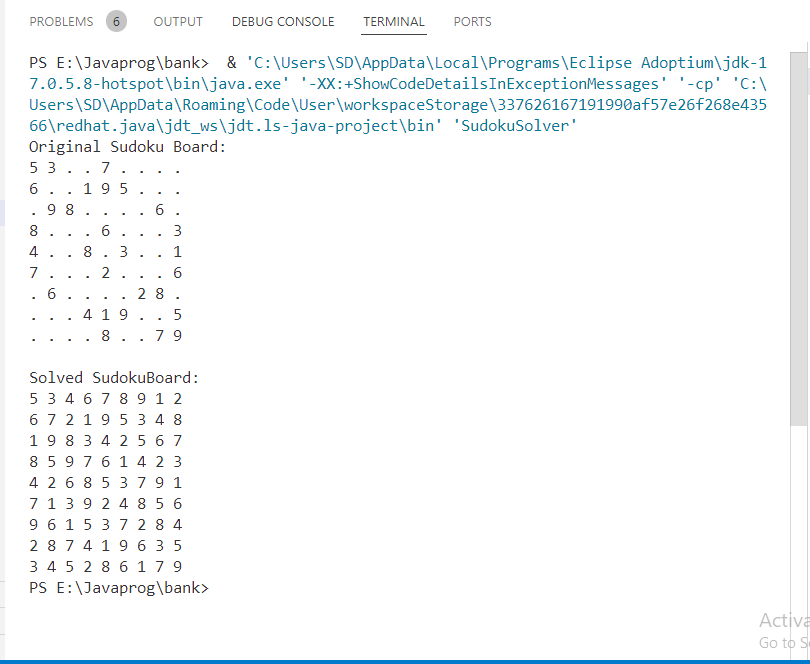 PROBLEMS 6 OUTPUT DEBUG CONSOLE TERMINAL PORTS
PS E:\Javaprog\bank>  & 'C:\Users\SD\AppData\Local\Programs\Eclipse Adoptium\jdk-1
7.0.5.8-hotspot\bin\java.exe' '-XX:+ShowCodeDetailsInExceptionMessages' '-cp' 'C:\
Users\SD\AppData\Roaming\Code\User\workspaceStorage\337626167191990af57e26f268e435
66\redhat.java\jdt_ws\jdt.ls-java-project\bin' 'SudokuSolver'
Original Sudoku Board:
5 3 . . 7 . . . .
6 . . 1 9 5 . . .
. 9 8 . . . . 6 .
8 . . . 6 . . . 3
4 . . 8 . 3 . . 1
7 . . . 2 . . . 6
. 6 . . . . 2 8 .
. . . 4 1 9 . . 5
. . . . 8 . . 7 9
Solved SudokuBoard:
5 3 4 6 7 8 9 1 2
6 7 2 1 9 5 3 4 8
1 9 8 3 4 2 5 6 7
8 5 9 7 6 1 4 2 3
4 2 6 8 5 3 7 9 1
7 1 3 9 2 4 8 5 6
9 6 1 5 3 7 2 8 4
2 8 7 4 1 9 6 3 5
3 4 5 2 8 6 1 7 9
PS E:\Javaprog\bank>
Activa
Go to S